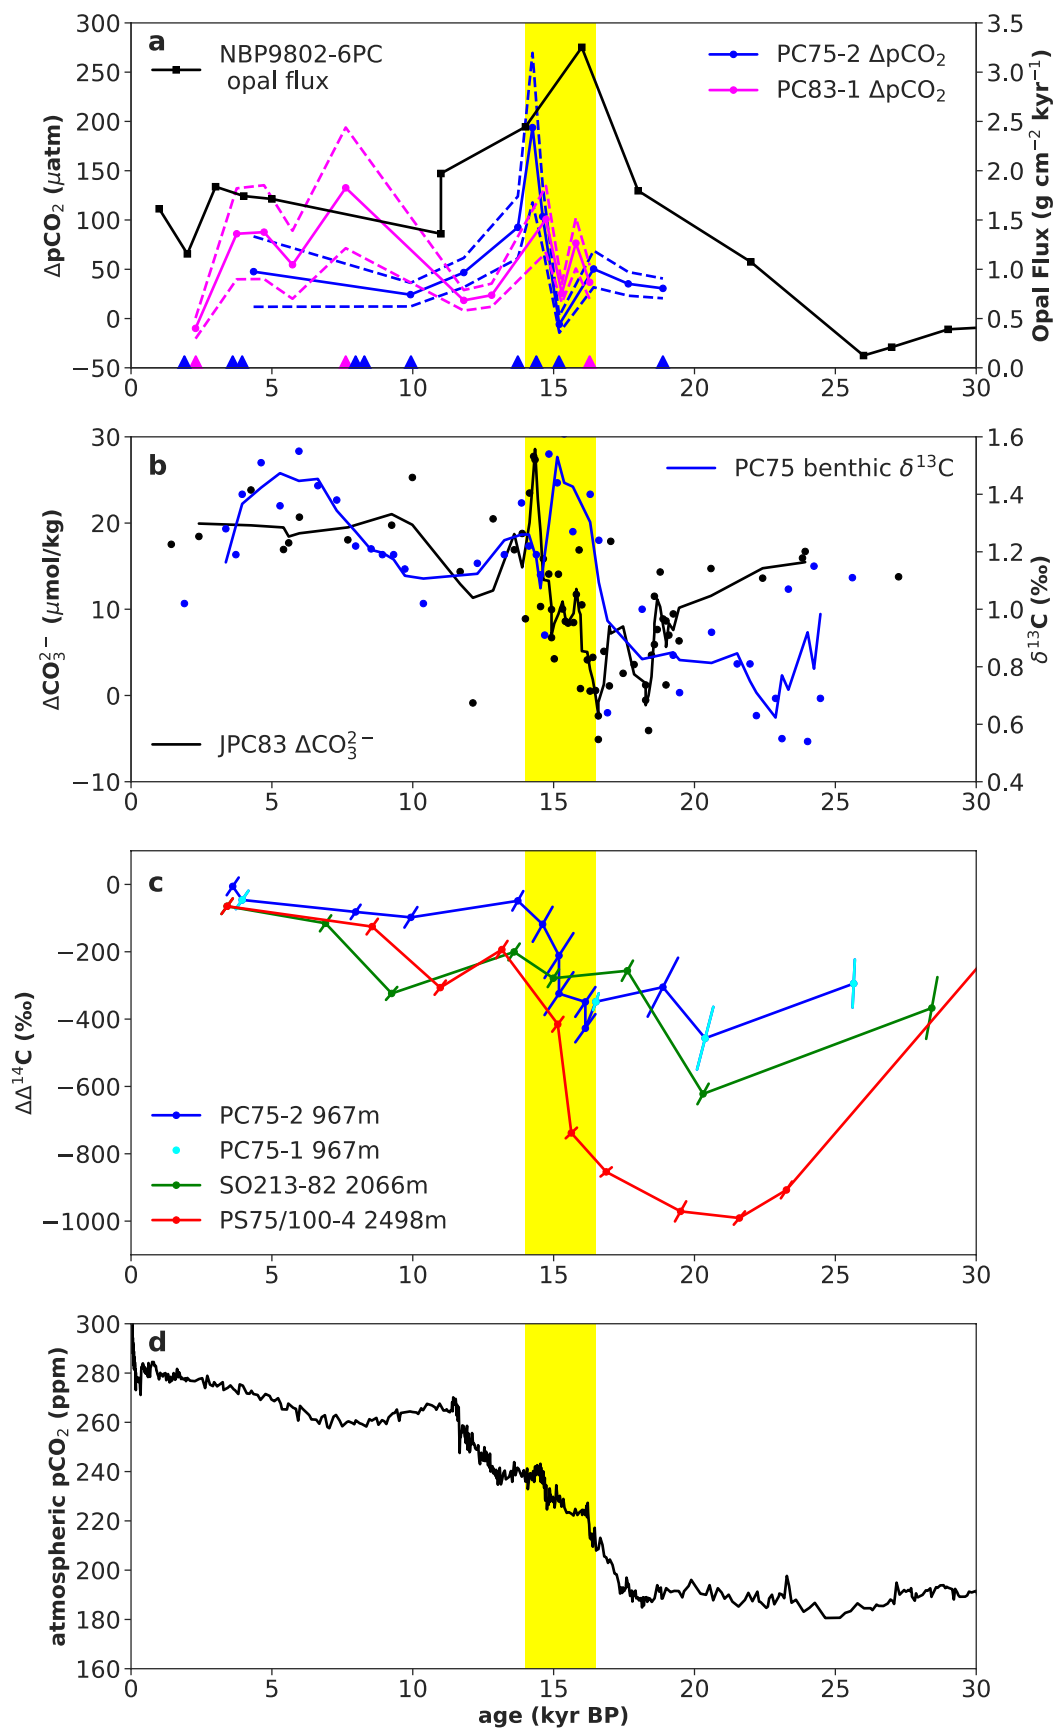 a
NBP9802-6PC
opal flux
PC75-2 ΔpCO₂
PC83-1 ΔpCO₂
ΔpCO₂ (μatm)
300
250
200
150
100
50
0
−50
Opal Flux (g cm⁻² kyr⁻¹)
3.5
3.0
2.5
2.0
1.5
1.0
0.5
0.0
0 5 10 15 20 25 30
b
PC75 benthic δ¹³C
JPC83 ΔCO₃²⁻
ΔCO₃²⁻ (μmol/kg)
30
20
10
0
−10
δ¹³C (‰)
1.6
1.4
1.2
1.0
0.8
0.6
0.4
0 5 10 15 20 25 30
c
ΔΔ¹⁴C (‰)
0
−200
−400
−600
−800
−1000
PC75-2 967m
PC75-1 967m
SO213-82 2066m
PS75/100-4 2498m
0 5 10 15 20 25 30
d
atmospheric pCO₂ (ppm)
300
280
260
240
220
200
180
160
0 5 10 15 20 25 30
age (kyr BP)